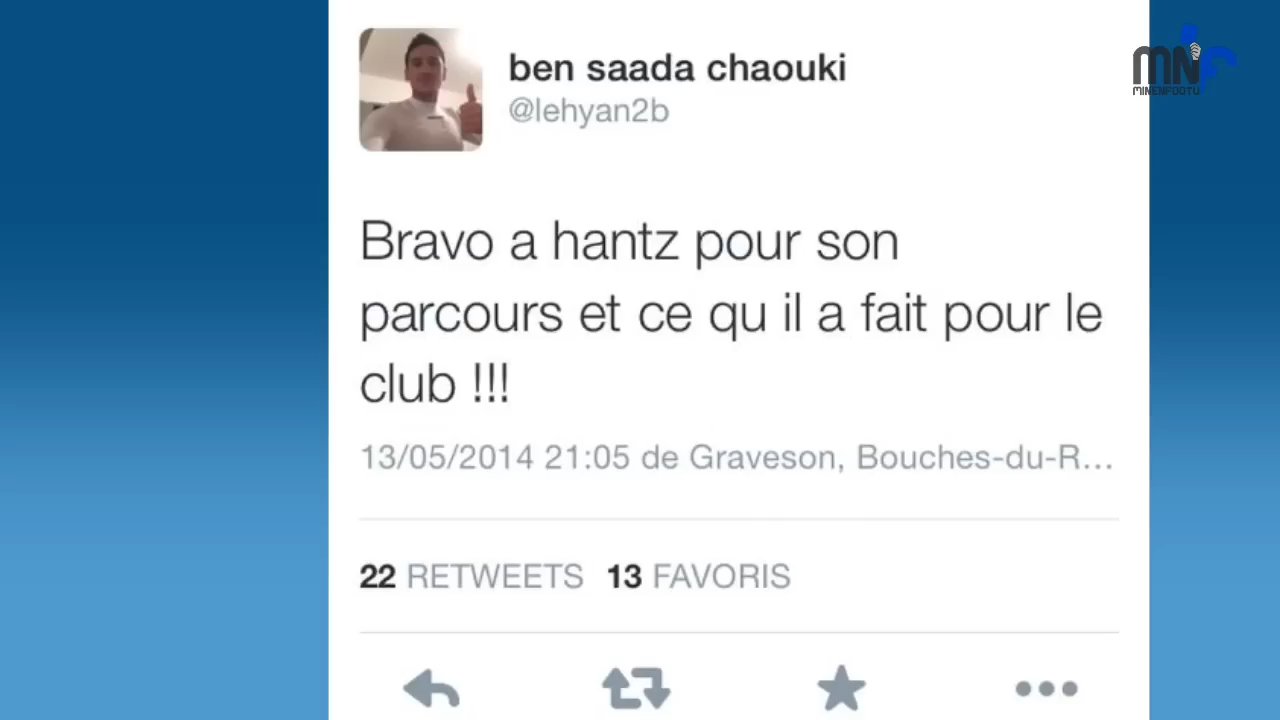 ben saada chaouki
@lehyan2b
MNF
MINENFOOTU
Bravo a hantz pour son
parcours et ce qu il a fait pour le
club !!!
13/05/2014 21:05 de Graveson, Bouches-du-R...
22 RETWEETS 13 FAVORIS